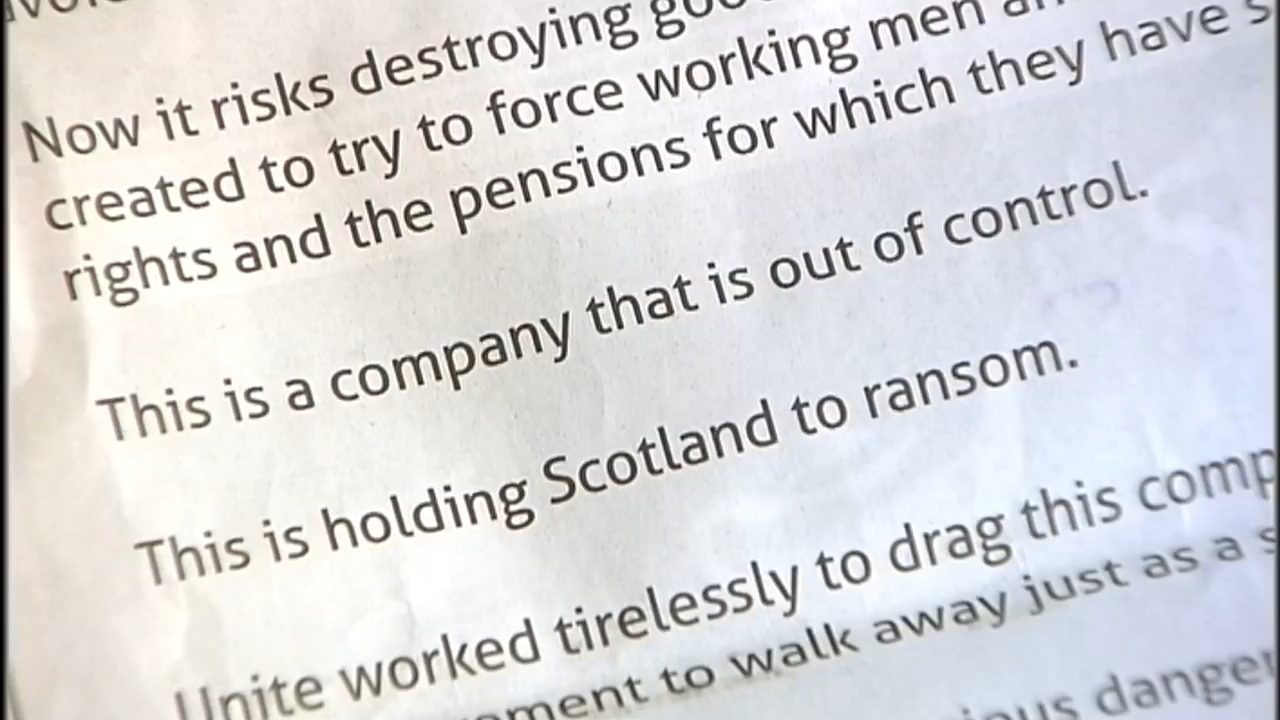 Now it risks destroying
created to try to force working men
rights and the pensions for which they have
This is a company that is out of control.
This is holding Scotland to ransom.
Unite worked tirelessly to drag this
to walk away just as a